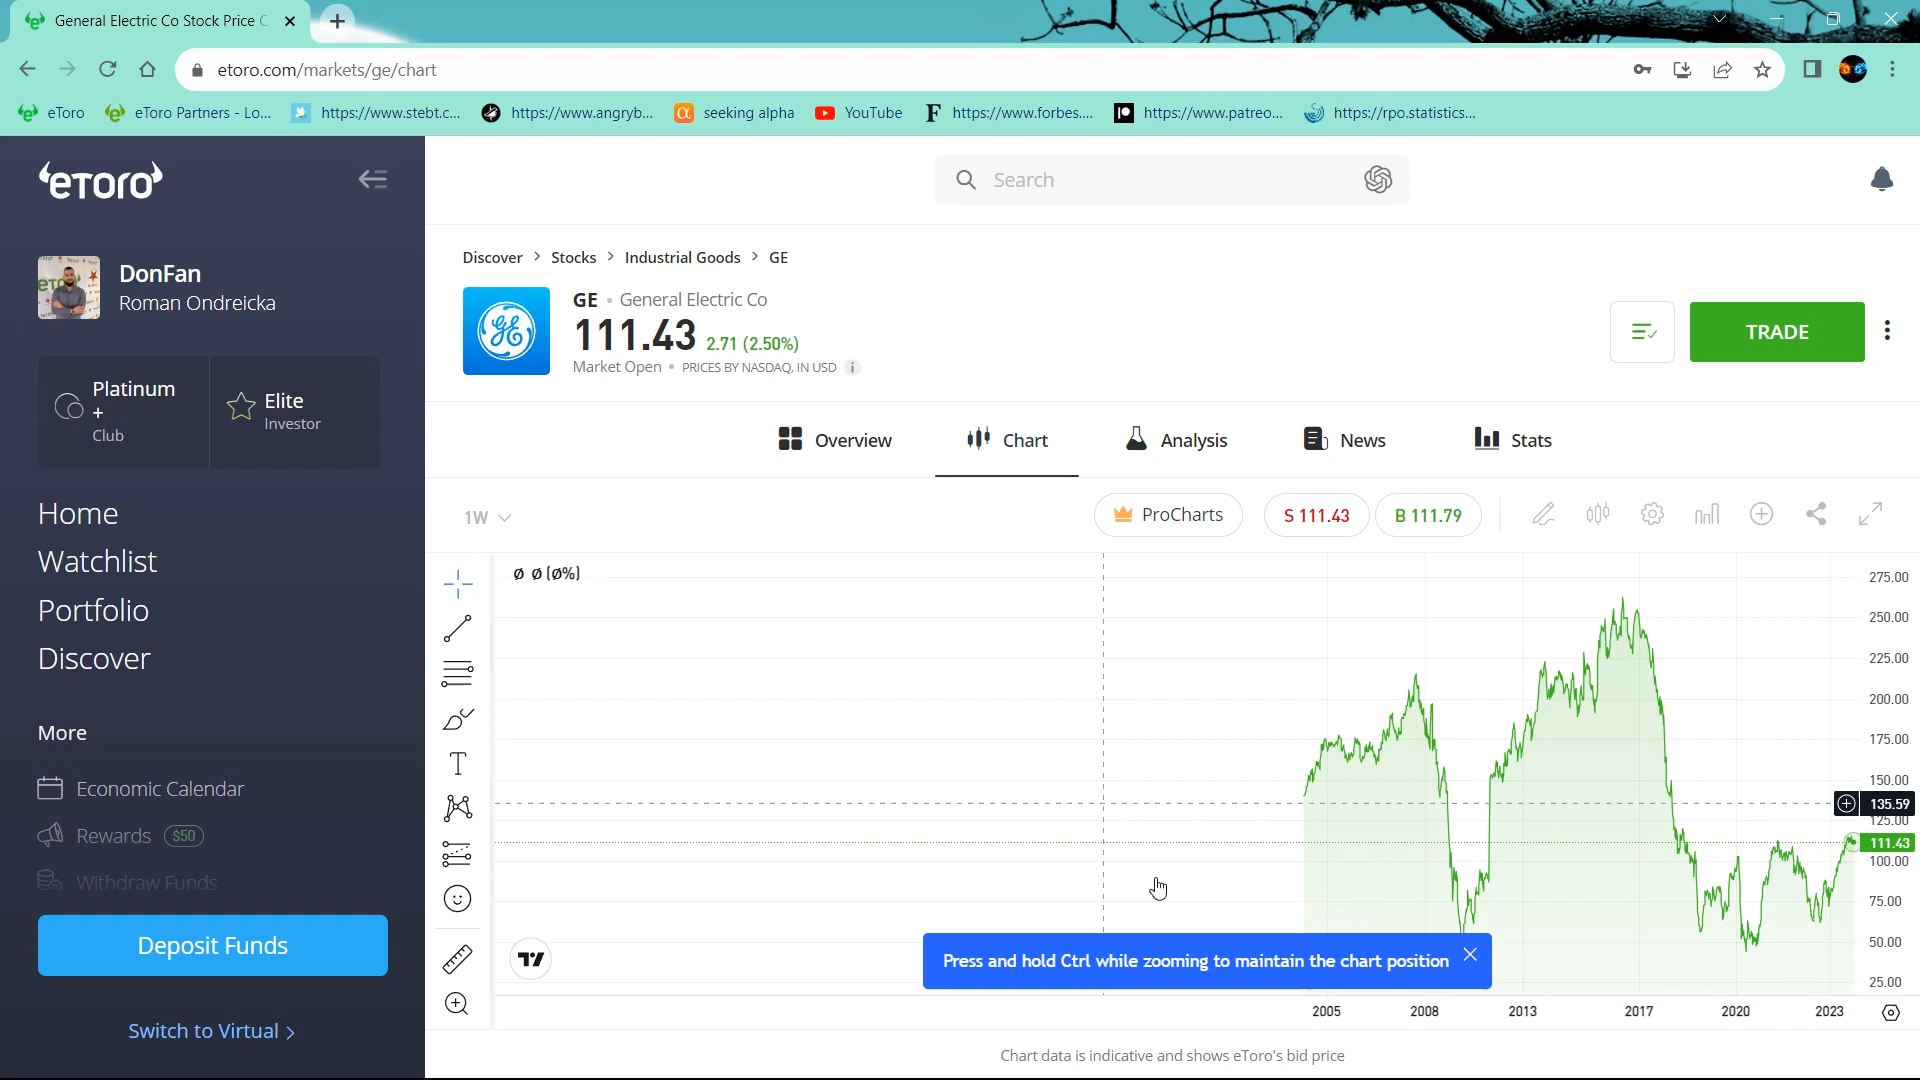 General Electric Co Stock Price C
etoro.com/markets/ge/chart
eToro
eToro Partners - Lo...
https://www.stebt.c...
https://www.angryb...
seeking alpha
YouTube
https://www.forbes....
https://www.patreo...
https://rpo.statistics...
eToro
Search
DonFan
Roman Ondreicka
Platinum
+
Club
Elite
Investor
Home
Watchlist
Portfolio
Discover
More
Economic Calendar
Rewards $50
Withdraw Funds
Deposit Funds
Switch to Virtual >
Discover > Stocks > Industrial Goods > GE
GE • General Electric Co
111.43 2.71 (2.50%)
Market Open • PRICES BY NASDAQ, IN USD i
TRADE
Overview
Chart
Analysis
News
Stats
1W
ProCharts
S 111.43
B 111.79
Ø Ø (Ø%)
275.00
250.00
225.00
200.00
175.00
150.00
135.59
125.00
111.43
100.00
75.00
50.00
25.00
Press and hold Ctrl while zooming to maintain the chart position
2005
2008
2013
2017
2020
2023
Chart data is indicative and shows eToro's bid price